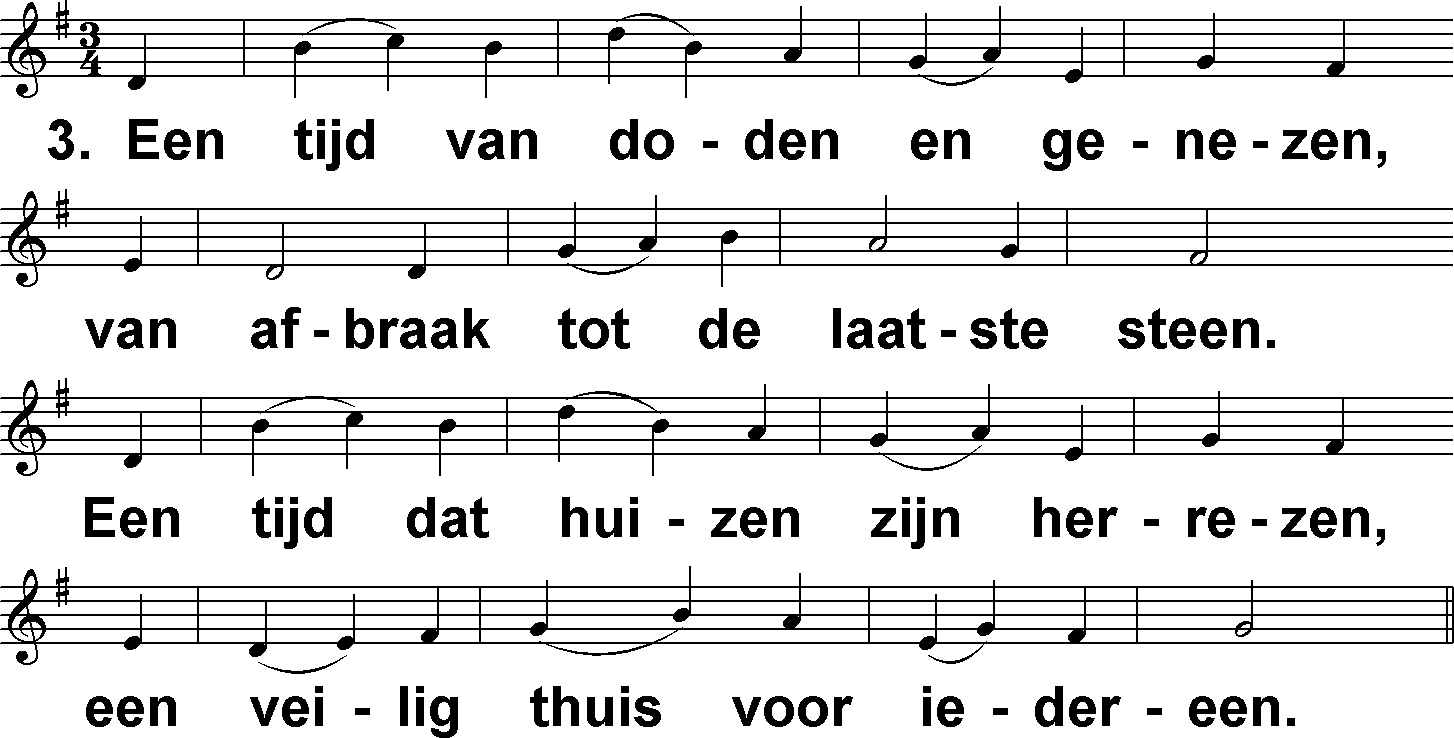 3. Een tijd van do - den en ge - ne - zen,
van af - braak tot de laat - ste steen.
Een tijd dat hui - zen zijn her - re - zen,
een vei - lig thuis voor ie - der - een.